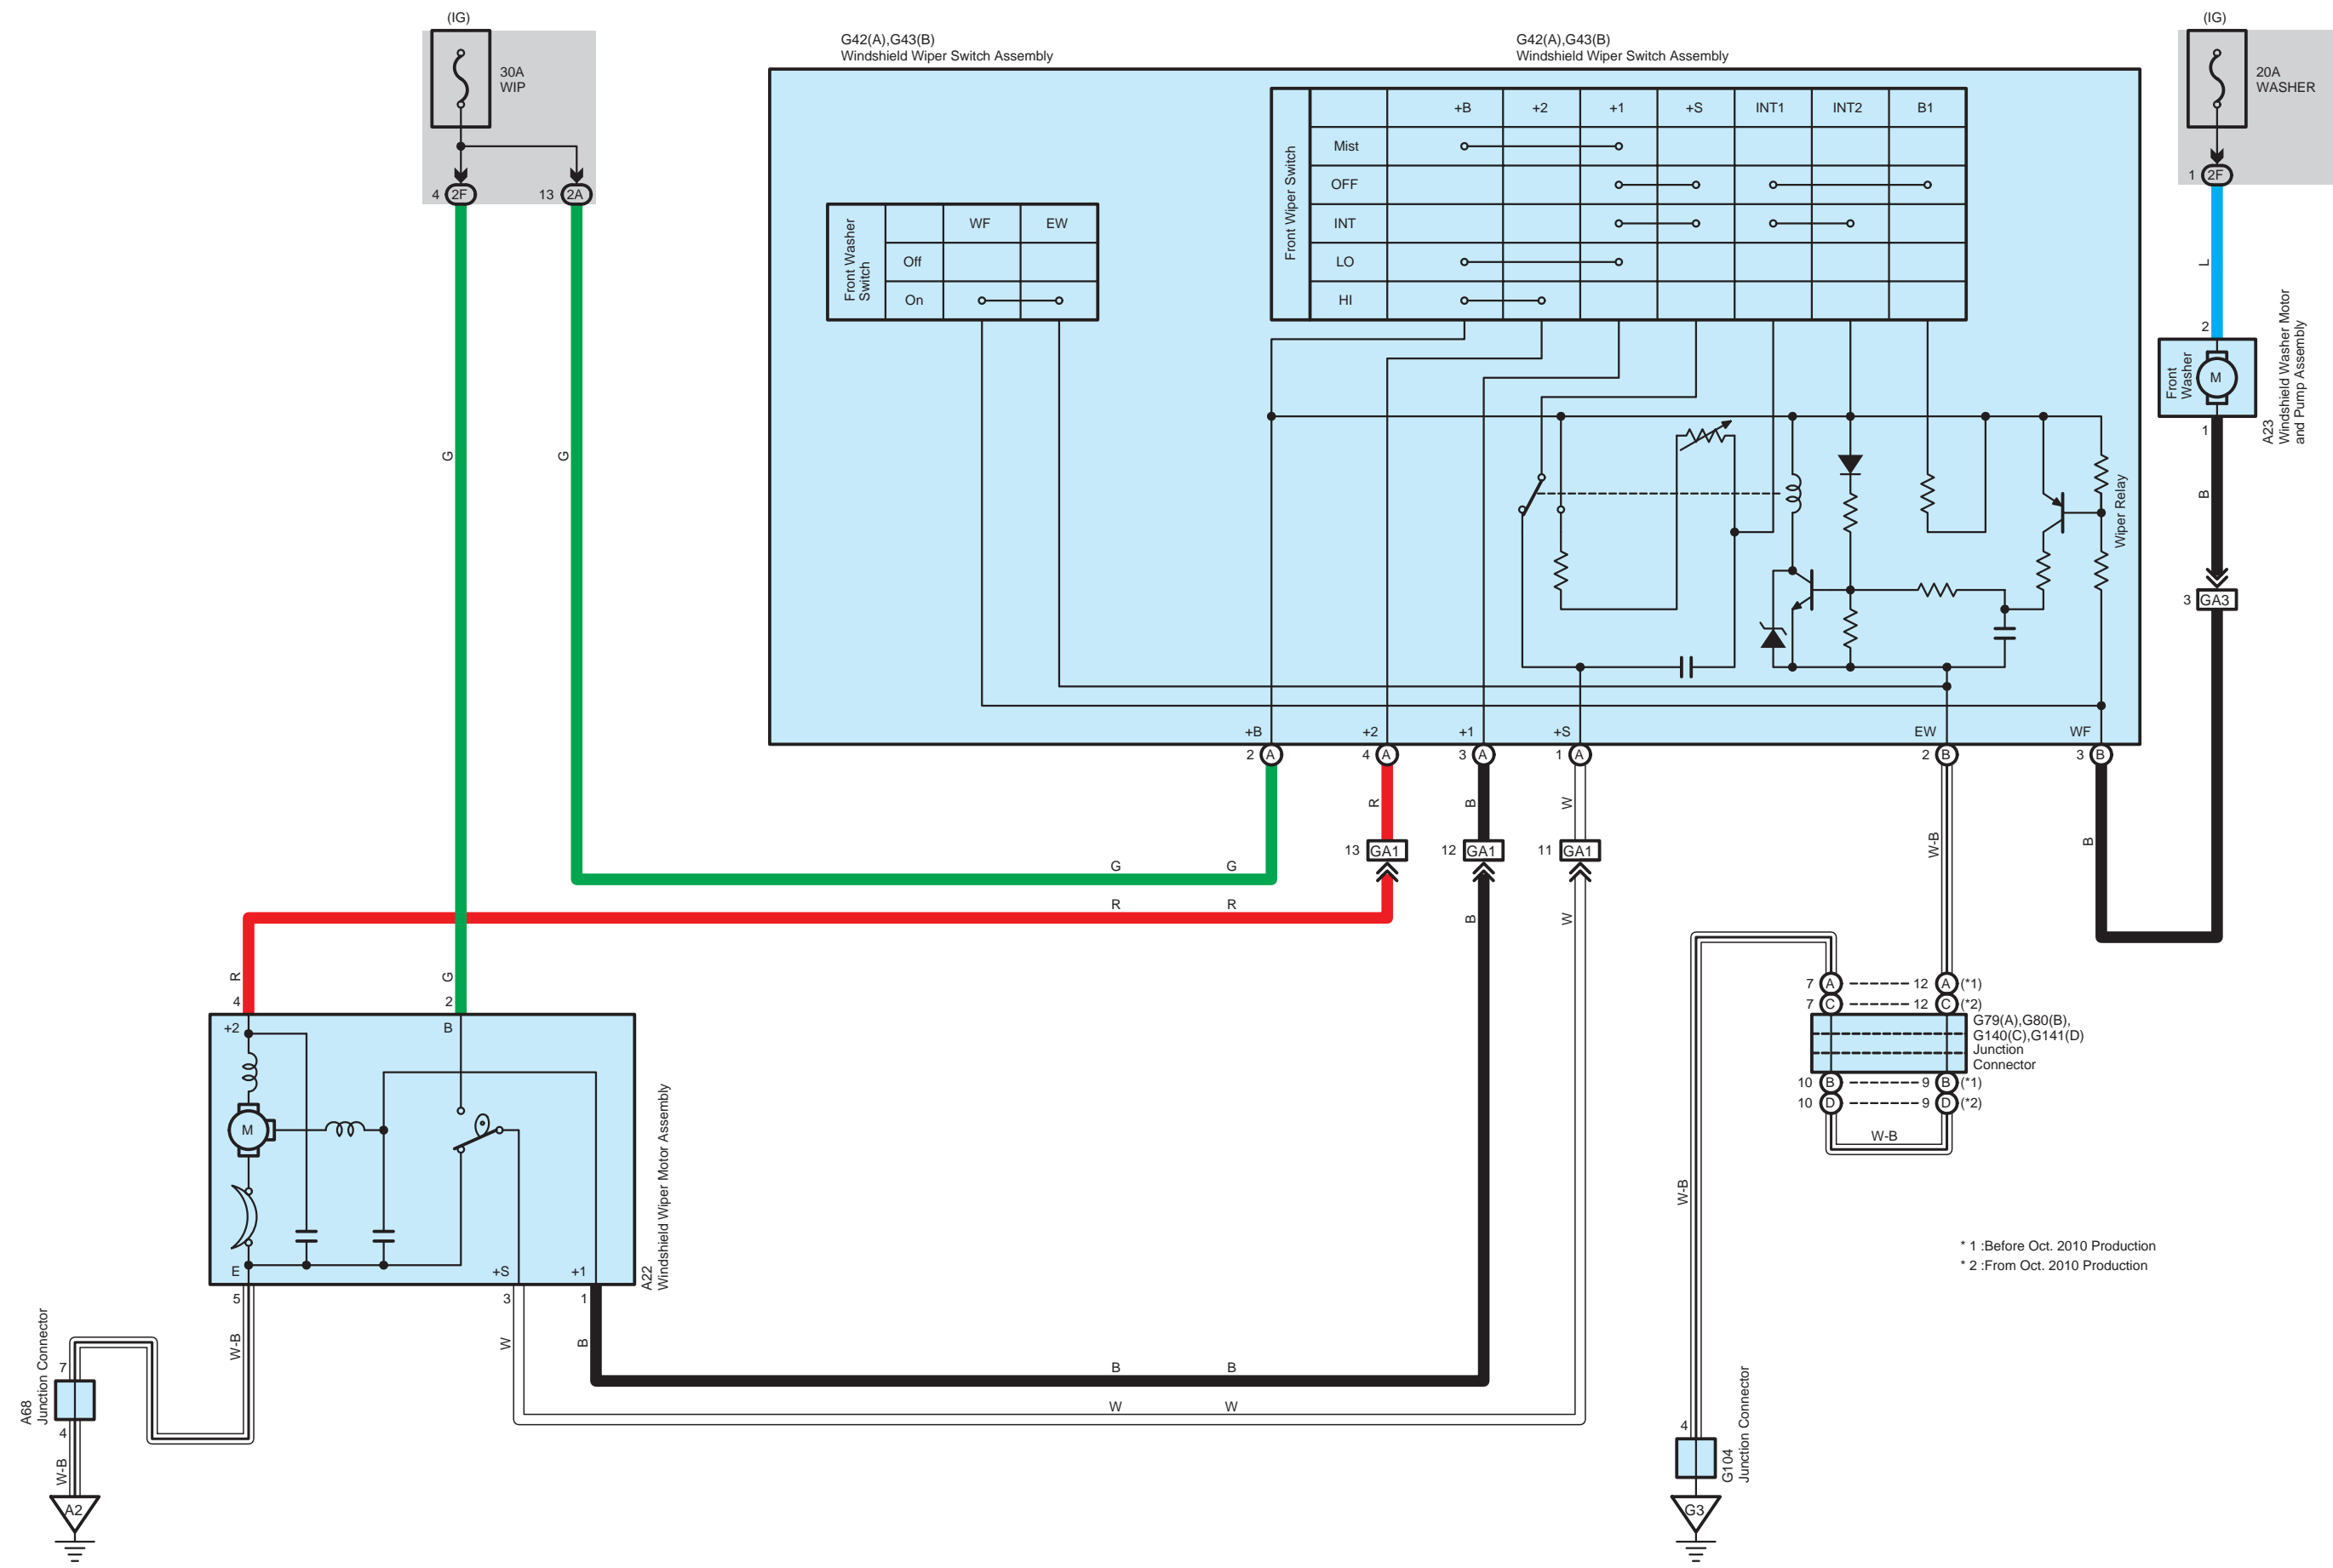 (IG)
30A
WIP
4 2F
13 2A
G42(A),G43(B)
Windshield Wiper Switch Assembly
G42(A),G43(B)
Windshield Wiper Switch Assembly
(IG)
20A
WASHER
1 2F
Front Washer
Switch
WF EW
Off
On
Front Wiper Switch
+B +2 +1 +S INT1 INT2 B1
Mist
OFF
INT
LO
HI
Wiper Relay
L
2
Front
Washer
M
A23
Windshield Washer Motor
and Pump Assembly
1
B
3 GA3
G
G
+B +2 +1 +S EW WF
2 A
4 A
3 A
1 A
2 B
3 B
R
B
W
W-B
B
13 GA1
12 GA1
11 GA1
G G
R R
B
W
R
G
4
2
+2 B
M
E +S +1
5 3 1
A22
Windshield Wiper Motor Assembly
7 A 12 A (*1)
7 C 12 C (*2)
G79(A),G80(B),
G140(C),G141(D)
Junction
Connector
10 B 9 B (*1)
10 D 9 D (*2)
W-B
W-B
* 1 :Before Oct. 2010 Production
* 2 :From Oct. 2010 Production
W-B
W
B
B B
W W
A68
Junction Connector
7
4
W-B
A2
4
G104
Junction Connector
G3